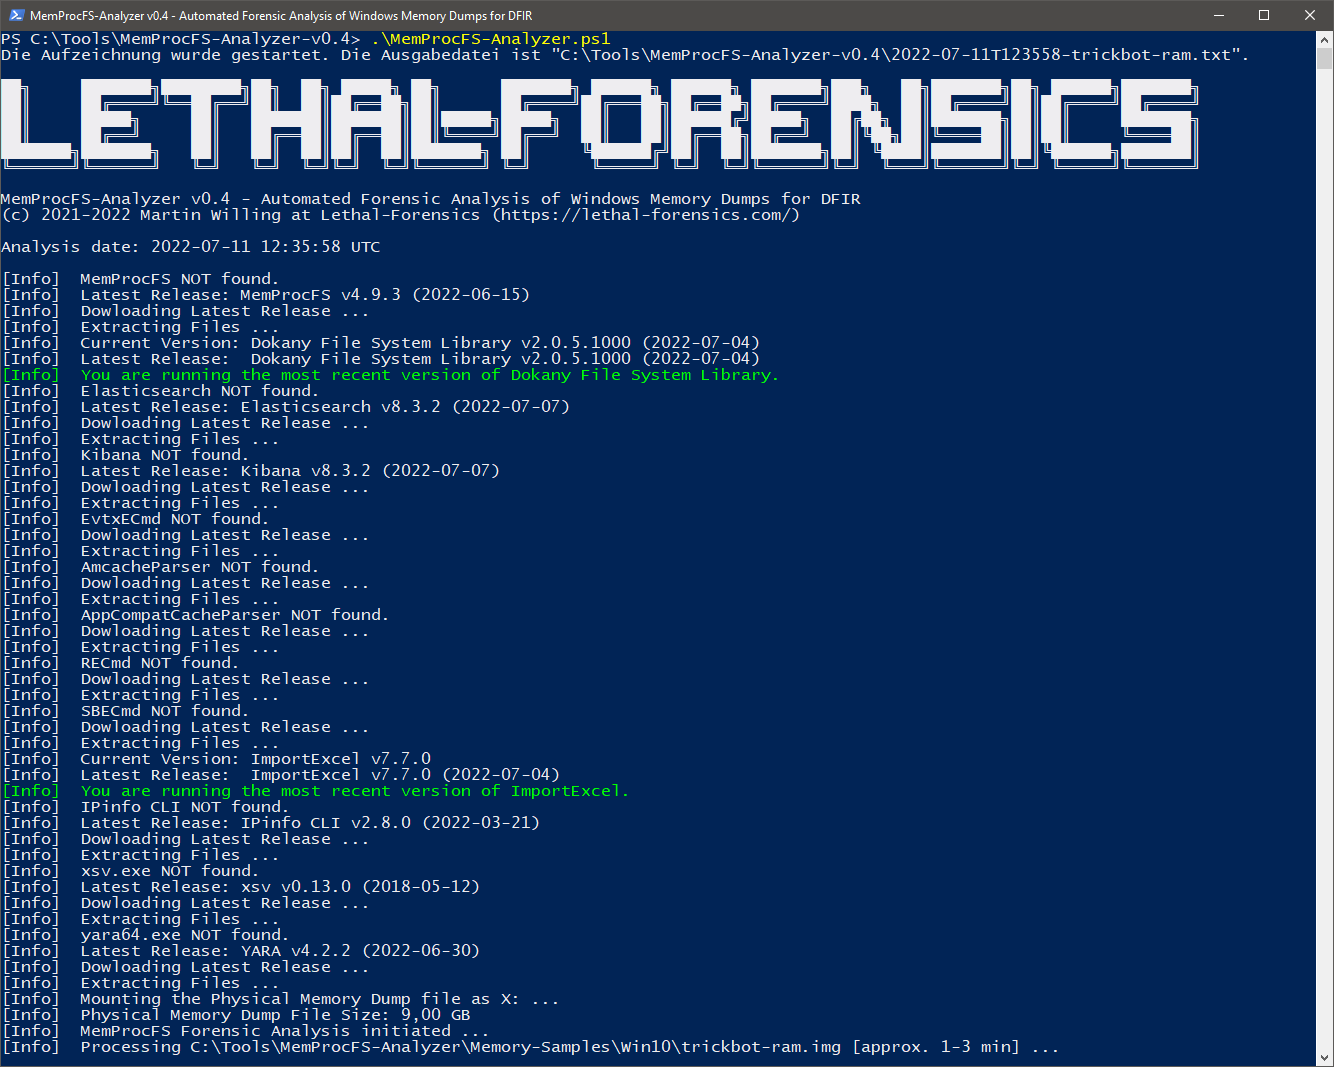 MemProcFS-Analyzer v0.4 - Automated Forensic Analysis of Windows Memory Dumps for DFIR
PS C:\Tools\MemProcFS-Analyzer-v0.4> .\MemProcFS-Analyzer.ps1
Die Aufzeichnung wurde gestartet. Die Ausgabedatei ist "C:\Tools\MemProcFS-Analyzer-v0.4\2022-07-11T123558-trickbot-ram.txt".
LETHAL-FORENSICS
MemProcFS-Analyzer v0.4 - Automated Forensic Analysis of Windows Memory Dumps for DFIR
(c) 2021-2022 Martin Willing at Lethal-Forensics (https://lethal-forensics.com/)
Analysis date: 2022-07-11 12:35:58 UTC
[Info]  MemProcFS NOT found.
[Info]  Latest Release: MemProcFS v4.9.3 (2022-06-15)
[Info]  Dowloading Latest Release ...
[Info]  Extracting Files ...
[Info]  Current Version: Dokany File System Library v2.0.5.1000 (2022-07-04)
[Info]  Latest Release:  Dokany File System Library v2.0.5.1000 (2022-07-04)
[Info]  You are running the most recent version of Dokany File System Library.
[Info]  Elasticsearch NOT found.
[Info]  Latest Release: Elasticsearch v8.3.2 (2022-07-07)
[Info]  Dowloading Latest Release ...
[Info]  Extracting Files ...
[Info]  Kibana NOT found.
[Info]  Latest Release: Kibana v8.3.2 (2022-07-07)
[Info]  Dowloading Latest Release ...
[Info]  Extracting Files ...
[Info]  EvtxECmd NOT found.
[Info]  Dowloading Latest Release ...
[Info]  Extracting Files ...
[Info]  AmcacheParser NOT found.
[Info]  Dowloading Latest Release ...
[Info]  Extracting Files ...
[Info]  AppCompatCacheParser NOT found.
[Info]  Dowloading Latest Release ...
[Info]  Extracting Files ...
[Info]  RECmd NOT found.
[Info]  Dowloading Latest Release ...
[Info]  Extracting Files ...
[Info]  SBECmd NOT found.
[Info]  Dowloading Latest Release ...
[Info]  Extracting Files ...
[Info]  Current Version: ImportExcel v7.7.0
[Info]  Latest Release:  ImportExcel v7.7.0 (2022-07-04)
[Info]  You are running the most recent version of ImportExcel.
[Info]  IPinfo CLI NOT found.
[Info]  Latest Release: IPinfo CLI v2.8.0 (2022-03-21)
[Info]  Dowloading Latest Release ...
[Info]  Extracting Files ...
[Info]  xsv.exe NOT found.
[Info]  Latest Release: xsv v0.13.0 (2018-05-12)
[Info]  Dowloading Latest Release ...
[Info]  Extracting Files ...
[Info]  yara64.exe NOT found.
[Info]  Latest Release: YARA v4.2.2 (2022-06-30)
[Info]  Dowloading Latest Release ...
[Info]  Extracting Files ...
[Info]  Mounting the Physical Memory Dump file as X: ...
[Info]  Physical Memory Dump File Size: 9,00 GB
[Info]  MemProcFS Forensic Analysis initiated ...
[Info]  Processing C:\Tools\MemProcFS-Analyzer\Memory-Samples\Win10\trickbot-ram.img [approx. 1-3 min] ...